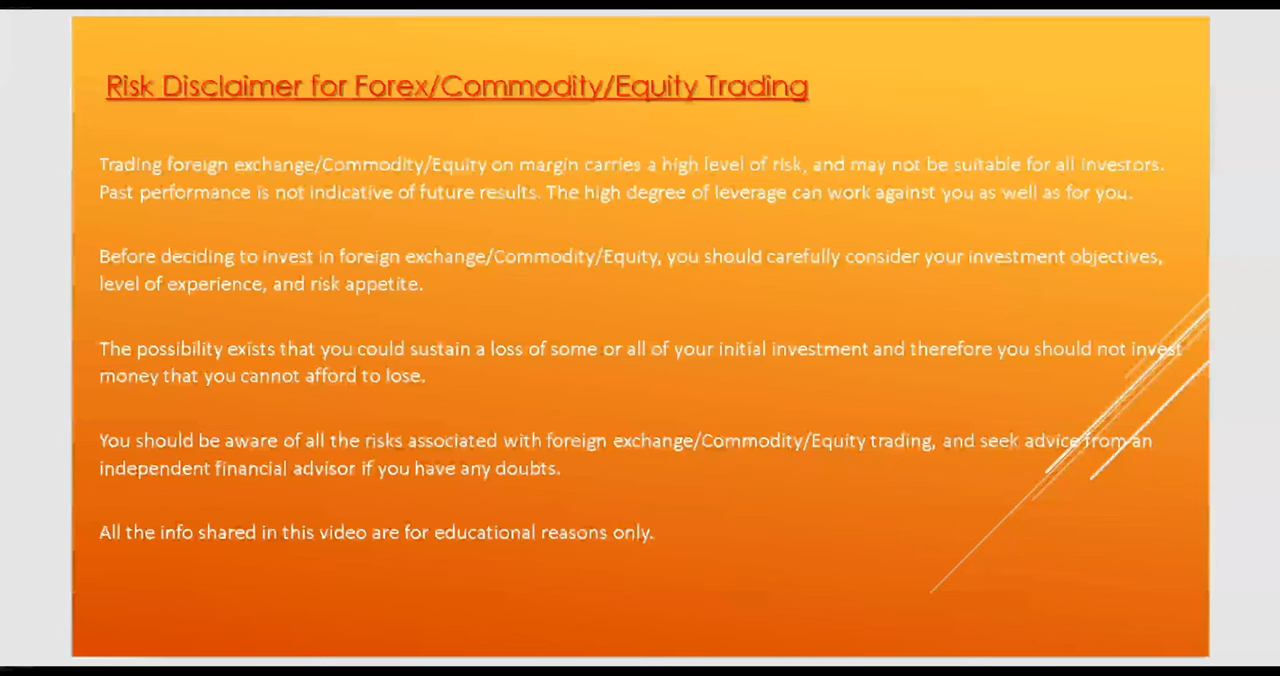 Risk Disclaimer for Forex/Commodity/Equity Trading
Trading foreign exchange/Commodity/Equity on margin carries a high level of risk, and may not be suitable for all investors.
Past performance is not indicative of future results. The high degree of leverage can work against you as well as for you.
Before deciding to invest in foreign exchange/Commodity/Equity, you should carefully consider your investment objectives,
level of experience, and risk appetite.
The possibility exists that you could sustain a loss of some or all of your initial investment and therefore you should not invest
money that you cannot afford to lose.
You should be aware of all the risks associated with foreign exchange/Commodity/Equity trading, and seek advice from an
independent financial advisor if you have any doubts.
All the info shared in this video are for educational reasons only.